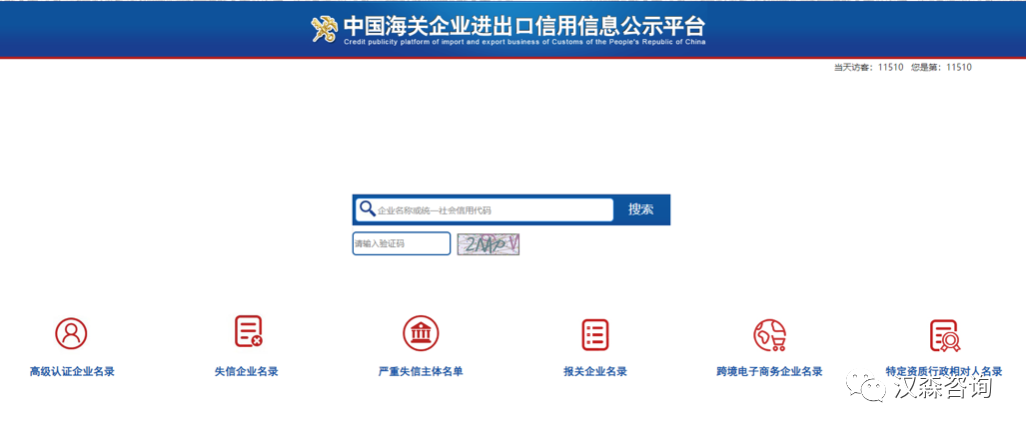 中国海关企业进出口信用信息公示平台
Credit publicity platform of import and export business of Customs of the People's Republic of China
当天访客：11510 您是第：11510
企业名称或统一社会信用代码
搜索
请输入验证码
高级认证企业名录
失信企业名录
严重失信主体名单
报关企业名录
跨境电子商务企业名录
特定资质行政相对人名录
汉森咨询